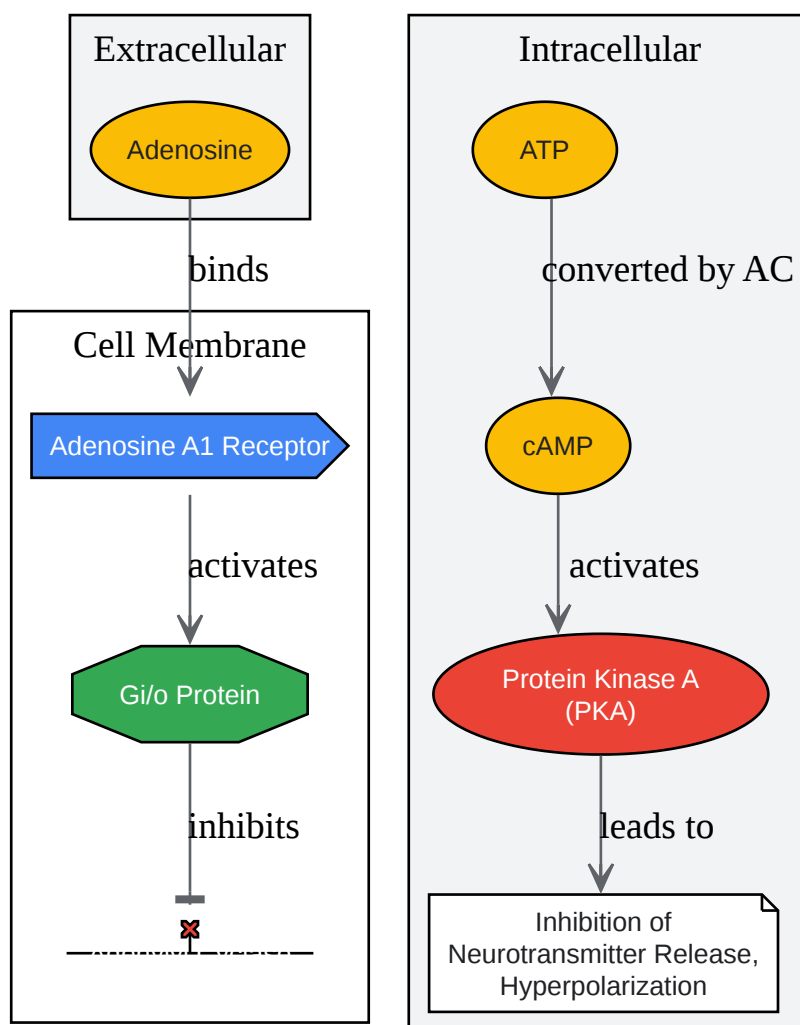 Extracellular
Adenosine
binds
Cell Membrane
Adenosine A1 Receptor
activates
Gi/o Protein
inhibits
Intracellular
ATP
converted by AC
cAMP
activates
Protein Kinase A
(PKA)
leads to
Inhibition of
Neurotransmitter Release,
Hyperpolarization